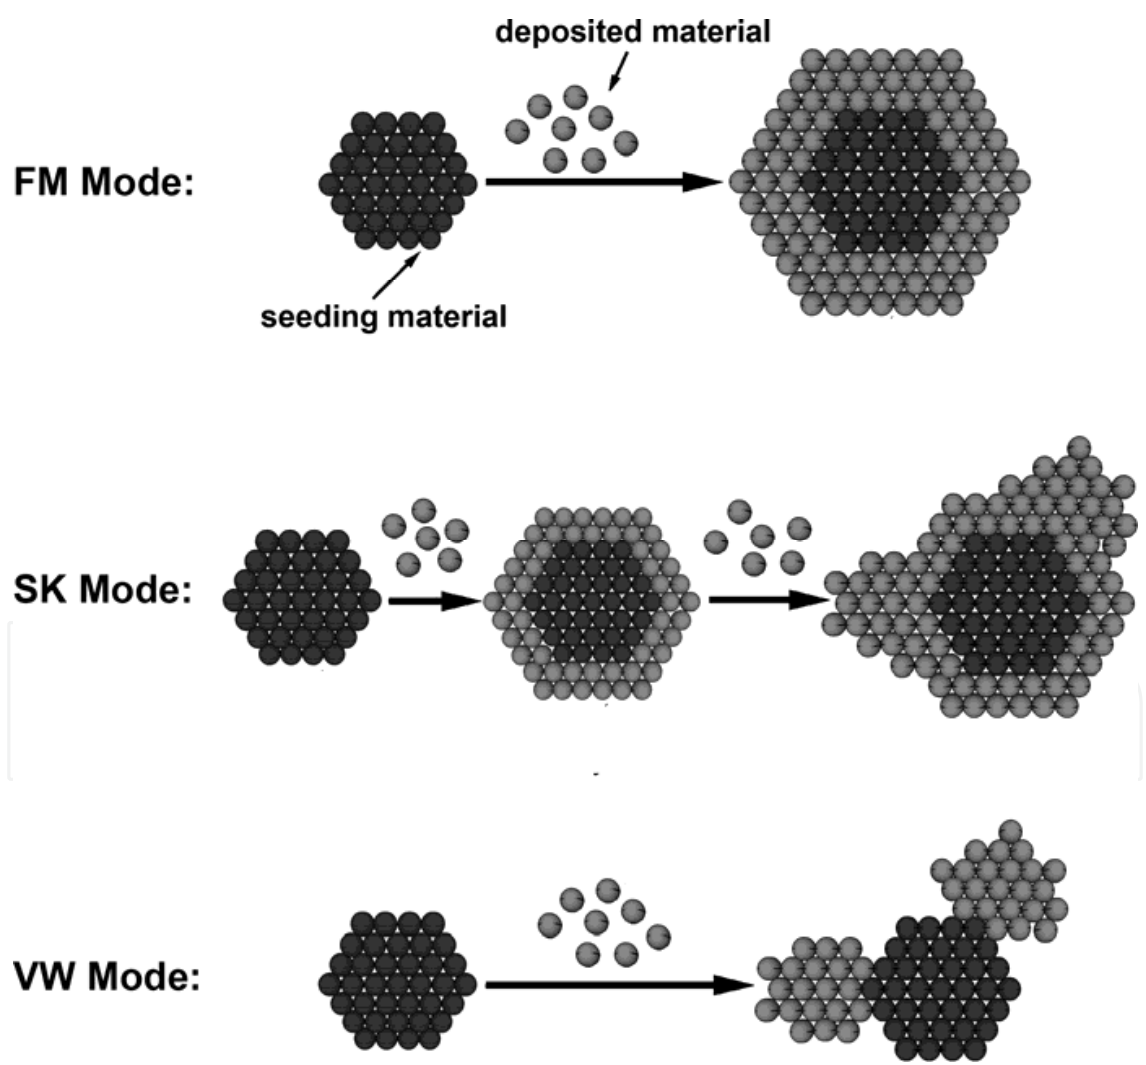 deposited material
FM Mode:
seeding material
SK Mode:
VW Mode: